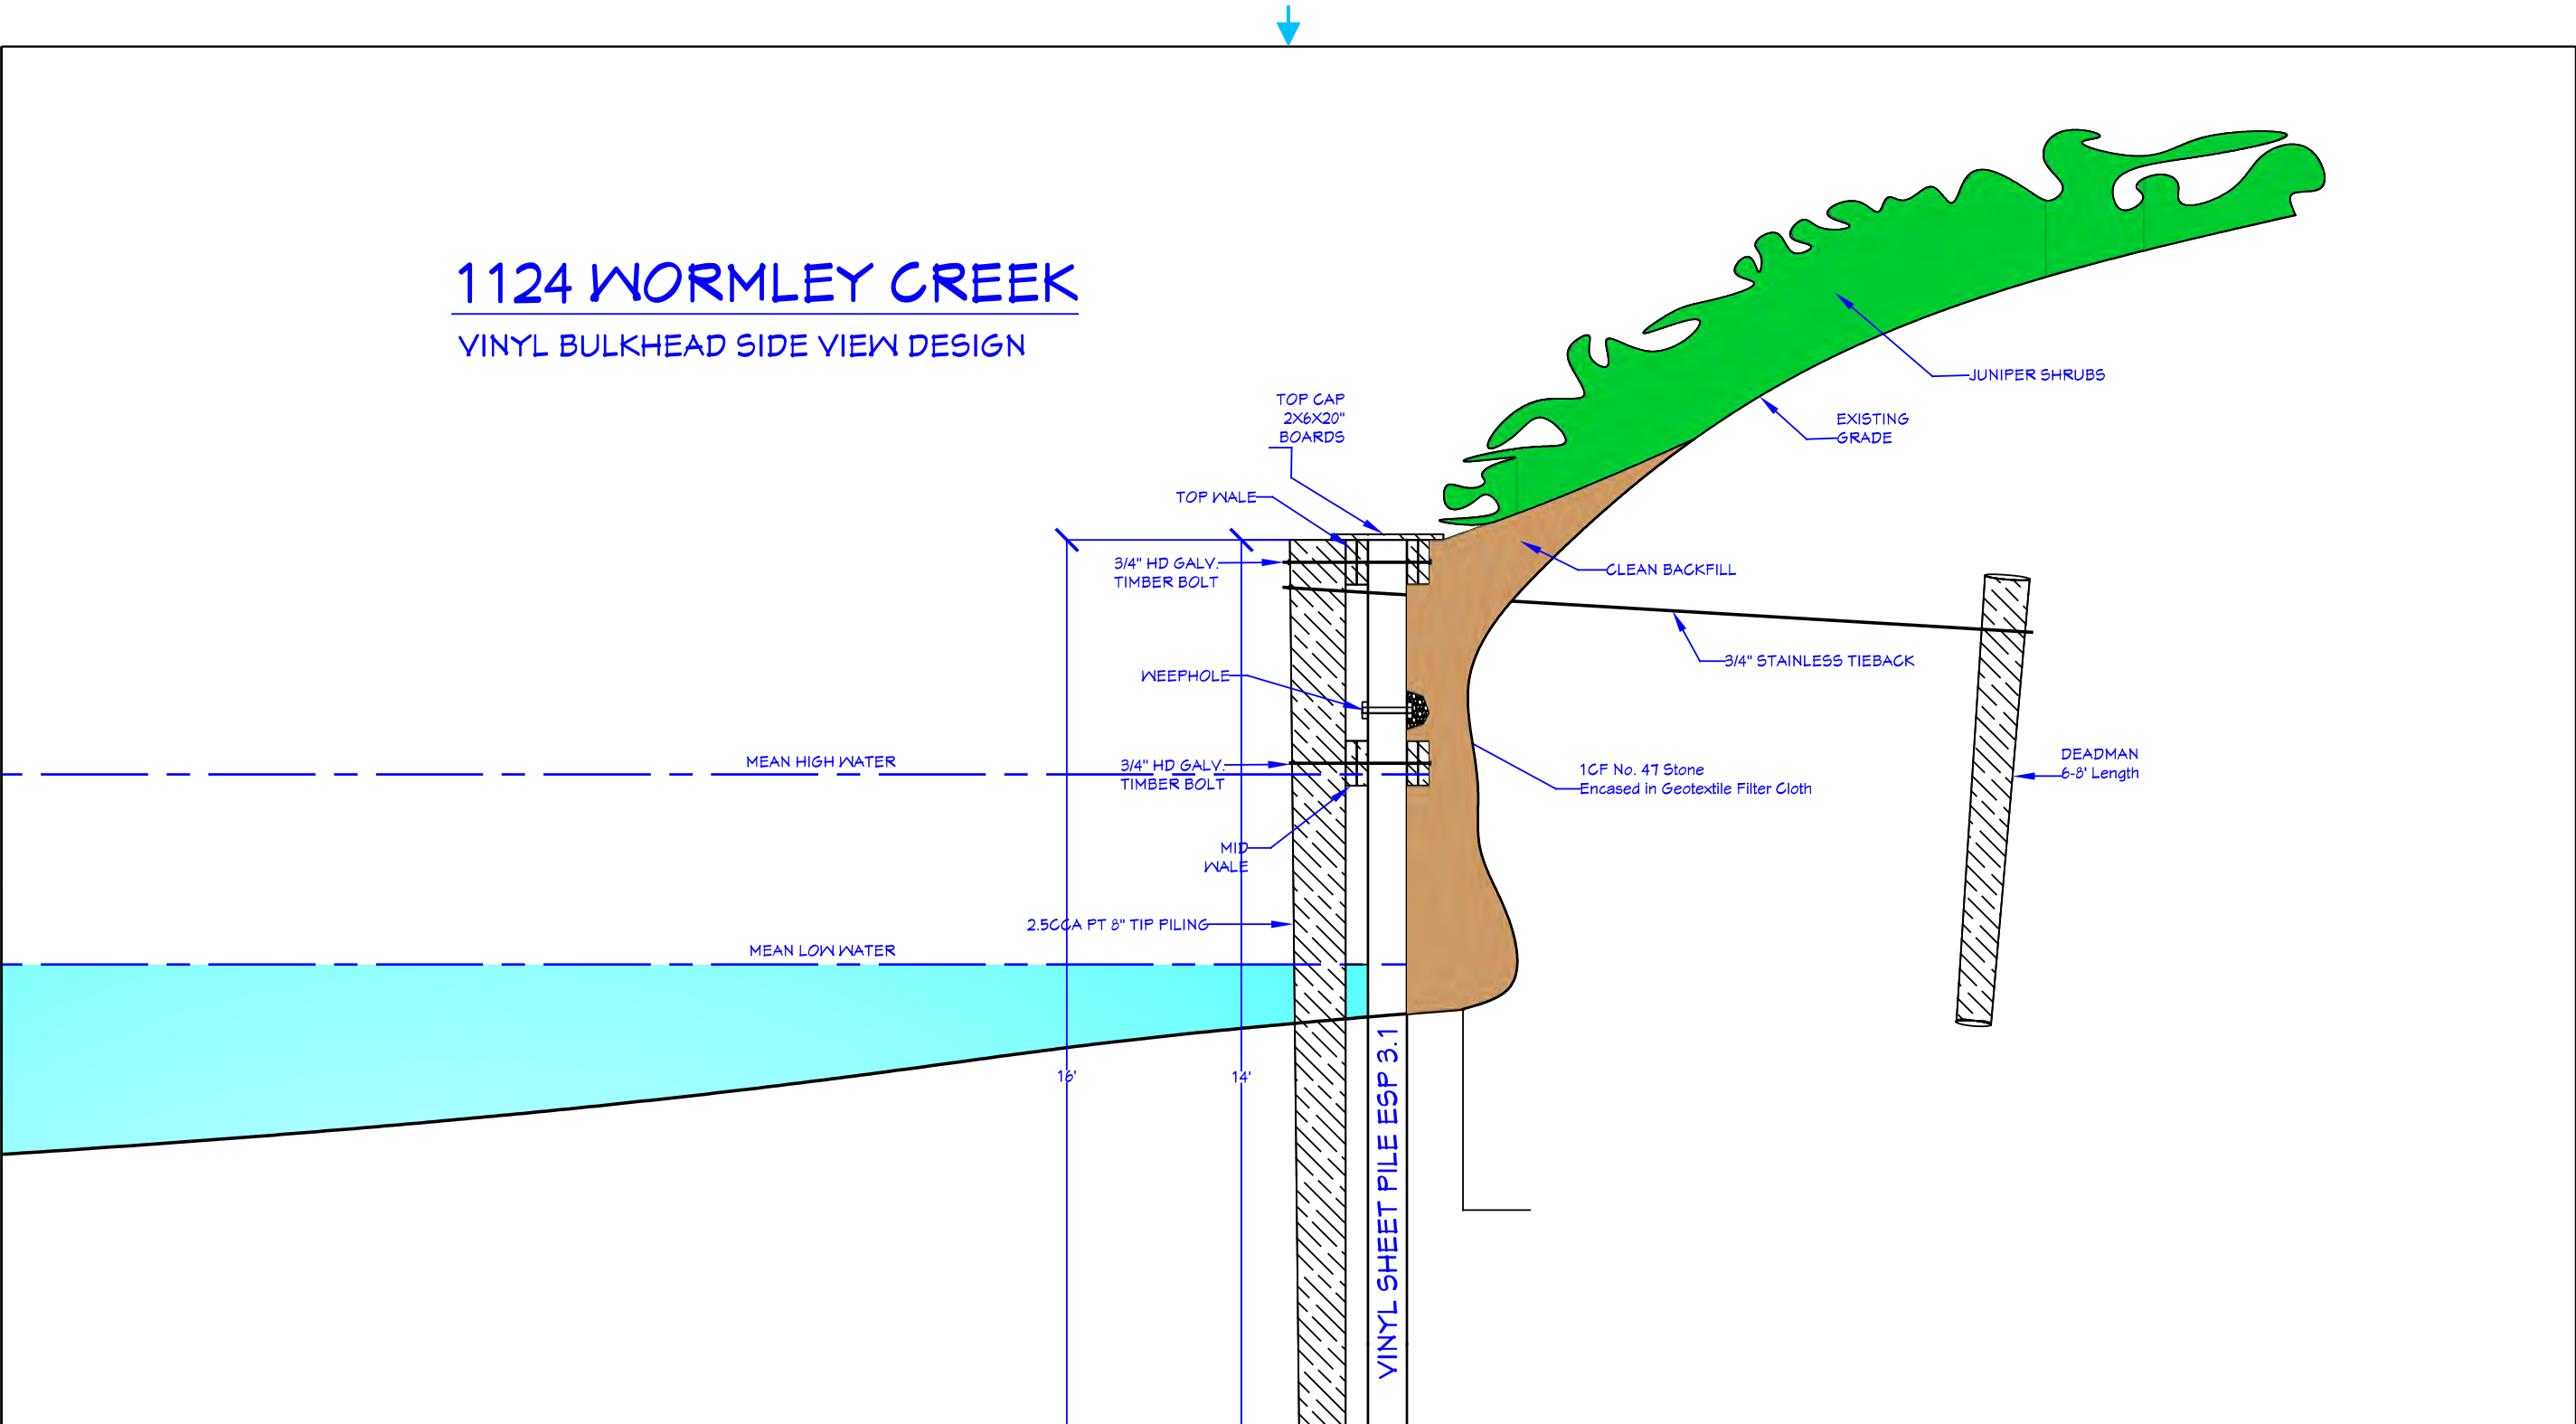 1124 WORMLEY CREEK
VINYL BULKHEAD SIDE VIEW DESIGN
JUNIPER SHRUBS
TOP CAP
2X6X20"
BOARDS
EXISTING
GRADE
TOP WALE
3/4" HD GALV.
TIMBER BOLT
CLEAN BACKFILL
3/4" STAINLESS TIEBACK
WEEPHOLE
MEAN HIGH WATER
3/4" HD GALV.
TIMBER BOLT
1CF No. 47 Stone
Encased in Geotextile Filter Cloth
DEADMAN
6-8' Length
MID
WALE
2.5CCA PT 8" TIP PILING
MEAN LOW WATER
16'
14'
VINYL SHEET PILE ESP 3.1